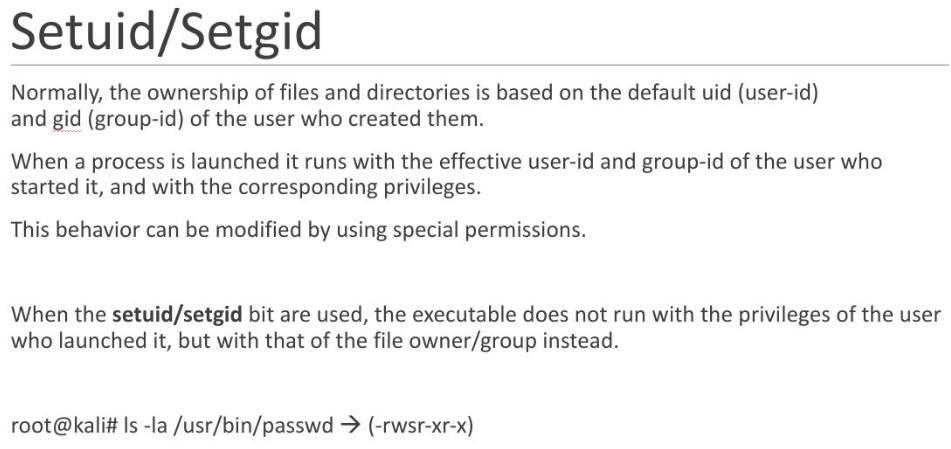 Setuid/Setgid
Normally, the ownership of files and directories is based on the default uid (user-id)
and gid (group-id) of the user who created them.
When a process is launched it runs with the effective user-id and group-id of the user who
started it, and with the corresponding privileges.
This behavior can be modified by using special permissions.
When the setuid/setgid bit are used, the executable does not run with the privileges of the user
who launched it, but with that of the file owner/group instead.
root@kali# ls -la /usr/bin/passwd → (-rwsr-xr-x)